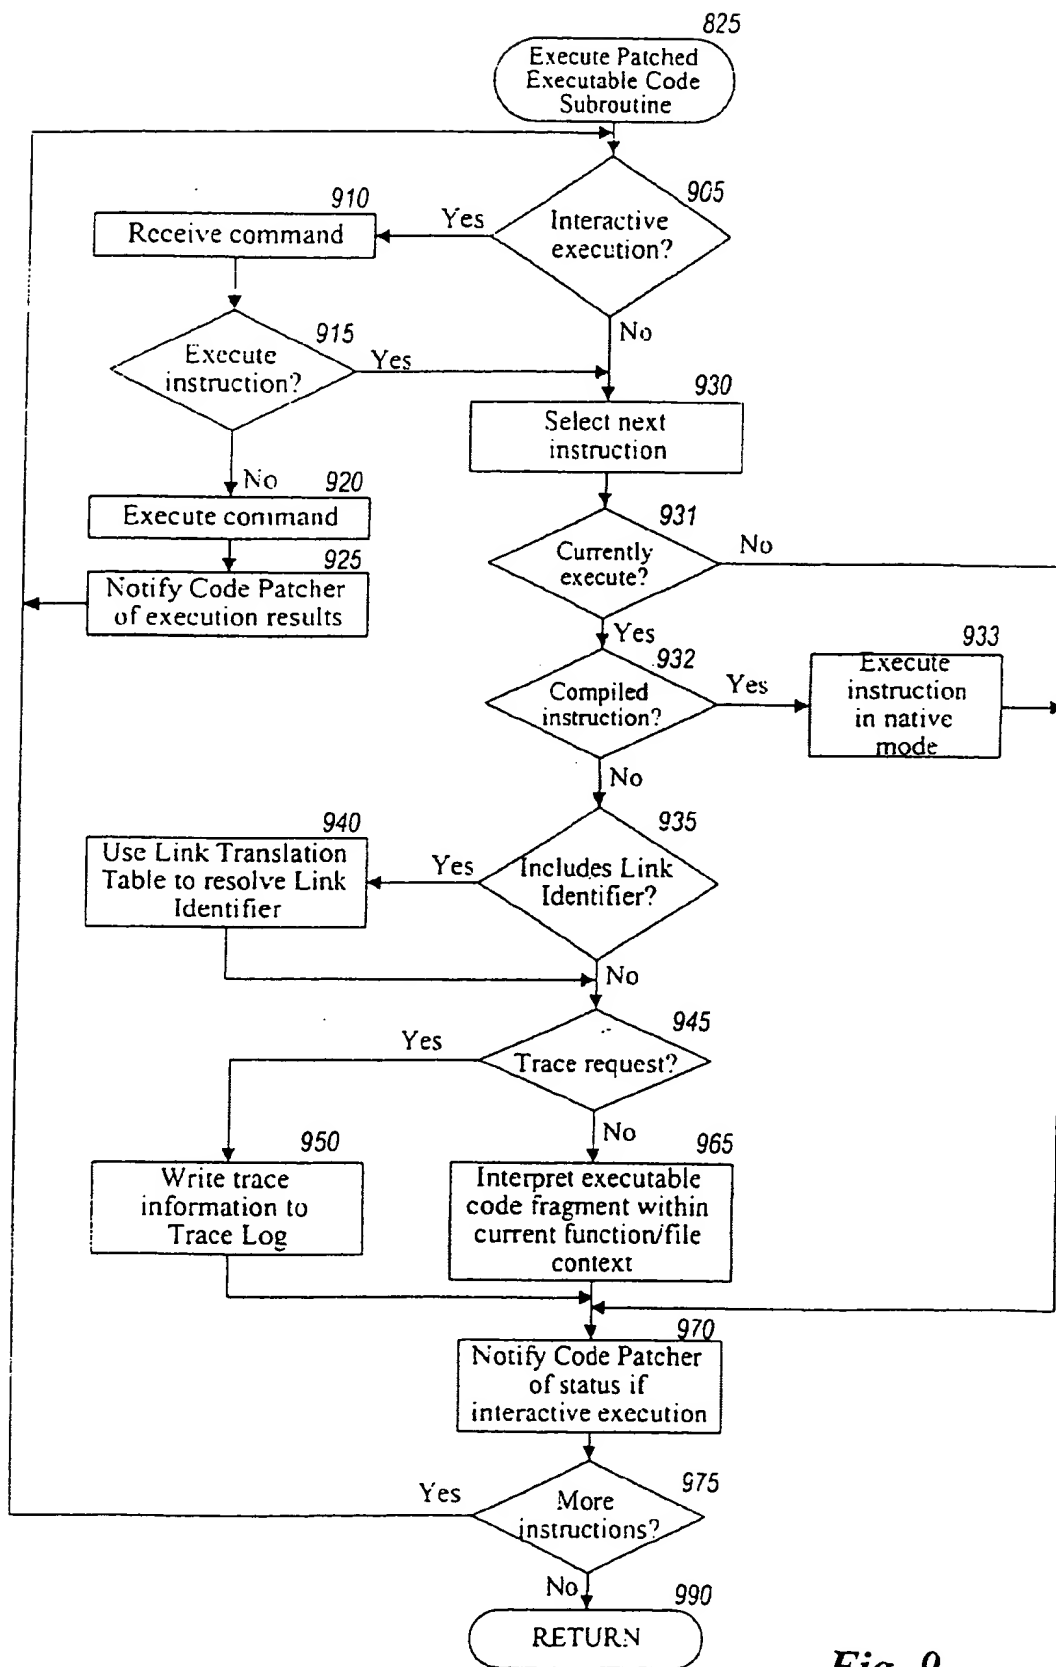 825
Execute Patched
Executable Code
Subroutine
905
Interactive
execution?
Yes
No
910
Receive command
915
Execute
instruction?
Yes
No
920
Execute command
925
Notify Code Patcher
of execution results
930
Select next
instruction
931
Currently
execute?
No
Yes
932
Compiled
instruction?
Yes
No
933
Execute
instruction
in native
mode
935
Includes Link
Identifier?
Yes
No
940
Use Link Translation
Table to resolve Link
Identifier
945
Trace request?
Yes
No
950
Write trace
information to
Trace Log
965
Interpret executable
code fragment within
current function/file
context
970
Notify Code Patcher
of status if
interactive execution
975
More
instructions?
Yes
No
990
RETURN
Fig. 9